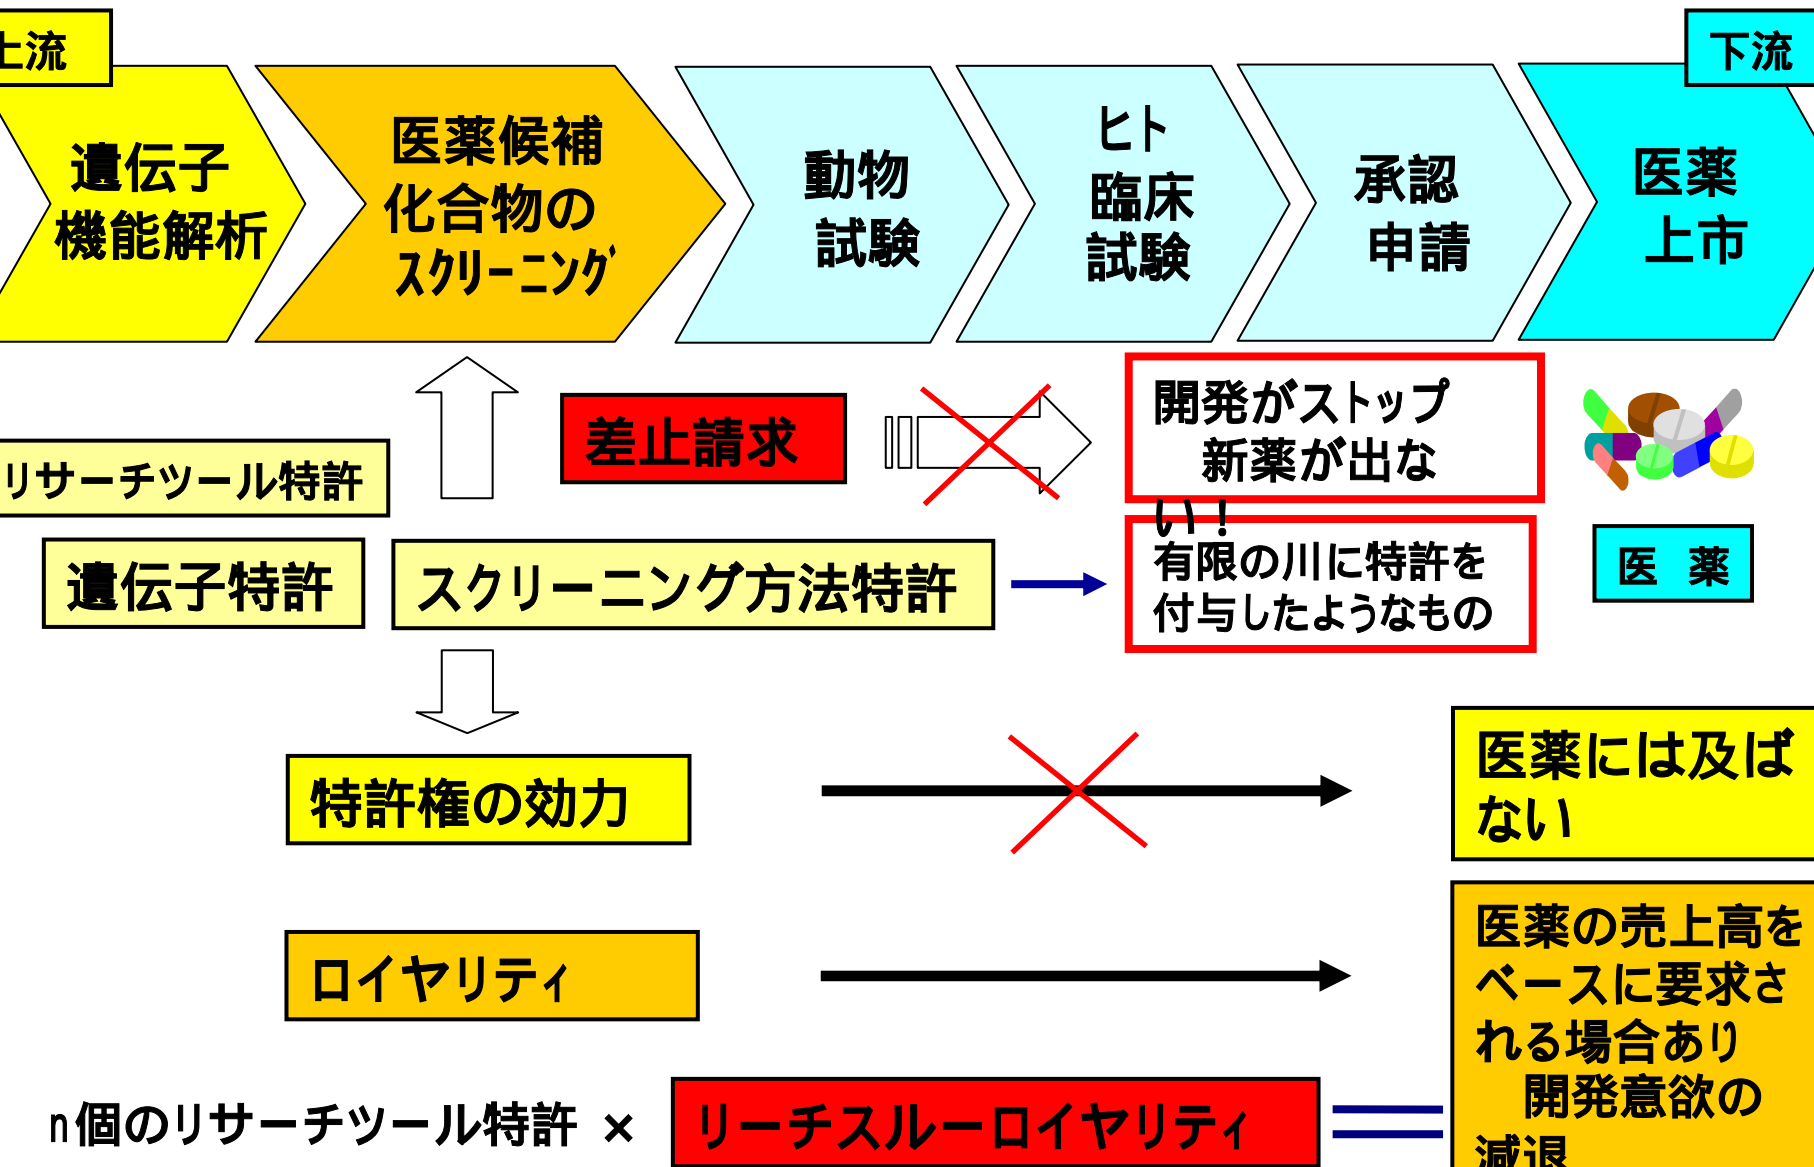 上流
下流
遺伝子
機能解析
医薬候補
化合物の
ｽｸﾘｰﾆﾝｸﾞ
動物
試験
ﾋﾄ
臨床
試験
承認
申請
医薬
上市
差止請求
開発がストップ
新薬が出な
い！
リサーチツール特許
遺伝子特許
スクリーニング方法特許
有限の川に特許を
付与したようなもの
医　薬
特許権の効力
医薬には及ば
ない
ロイヤリティ
医薬の売上高を
ベースに要求さ
れる場合あり
開発意欲の
減退
n個のリサーチツール特許 × リーチスルーロイヤリティ